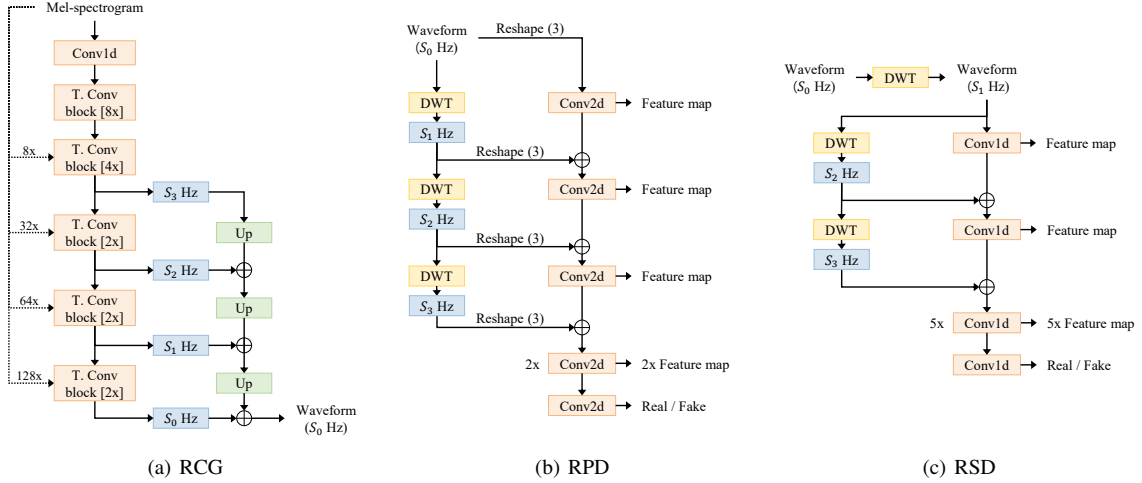 Mel-spectrogram
Conv1d
T. Conv
block [8x]
8x
T. Conv
block [4x]
S₃ Hz
32x
T. Conv
block [2x]
Up
S₂ Hz
64x
T. Conv
block [2x]
Up
S₁ Hz
128x
T. Conv
block [2x]
Up
S₀ Hz
Waveform
(S₀ Hz)
(a) RCG
Waveform
(S₀ Hz)
Reshape (3)
DWT
Conv2d
Feature map
S₁ Hz
Reshape (3)
DWT
Conv2d
Feature map
S₂ Hz
Reshape (3)
DWT
Conv2d
Feature map
S₃ Hz
Reshape (3)
2x
Conv2d
2x Feature map
Conv2d
Real / Fake
(b) RPD
Waveform
(S₀ Hz)
DWT
Waveform
(S₁ Hz)
DWT
Conv1d
Feature map
S₂ Hz
DWT
Conv1d
Feature map
S₃ Hz
5x
Conv1d
5x Feature map
Conv1d
Real / Fake
(c) RSD